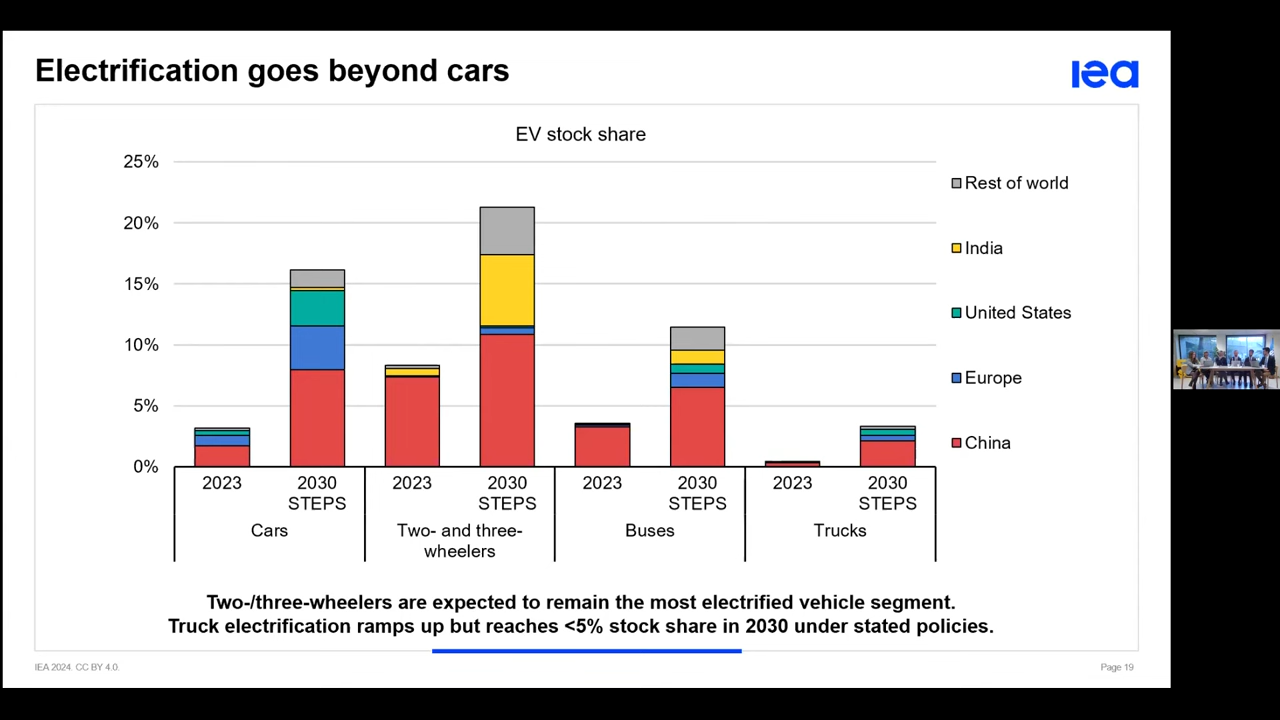 Electrification goes beyond cars
iea
EV stock share
25%
20%
15%
10%
5%
0%
Rest of world
India
United States
Europe
China
2023
2030
STEPS
2023
2030
STEPS
2023
2030
STEPS
2023
2030
STEPS
Cars
Two- and three-
wheelers
Buses
Trucks
Two-/three-wheelers are expected to remain the most electrified vehicle segment.
Truck electrification ramps up but reaches <5% stock share in 2030 under stated policies.
IEA 2024. CC BY 4.0.
Page 19